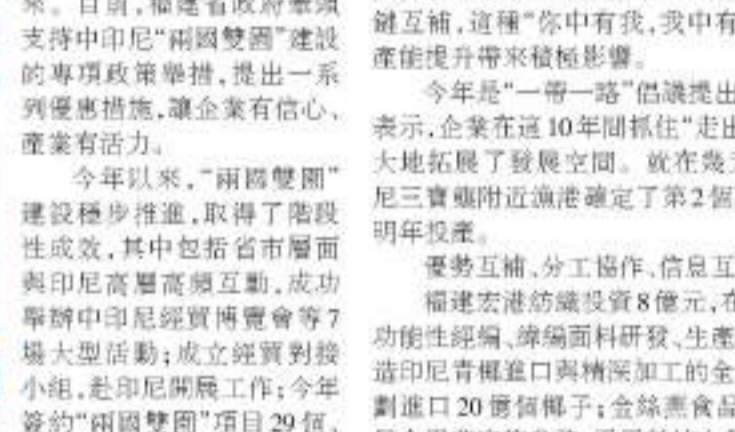 來。目前,福建省政府牽頭
支持中印尼“兩國雙園”建設
的專項政策舉措,提出一系
列優惠措施,讓企業有信心、
產業有活力。
今年以來,“兩國雙園”
建設穩步推進,取得了階段
性成效,其中包括省市層面
與印尼高層高頻互動,成功
舉辦中印尼經貿博覽會等7
場大型活動;成立經貿對接
小組,赴印尼開展工作;今年
簽約“兩國雙園”項目29個,
鍵互補,這種“你中有我,我中有
產能提升帶來積極影響。
今年是“一帶一路”倡議提出
表示,企業在這10年間抓住“走出
大地拓展了發展空間。就在幾天
尼三寶壟附近漁港確定了第2個
明年投產。
優勢互補、分工協作、信息互
福建宏港紡織投資8億元,在
功能性經編、緯編面料研發、生產
造印尼青椰進口與精深加工的全
劃進口20億個椰子;金絲燕食品